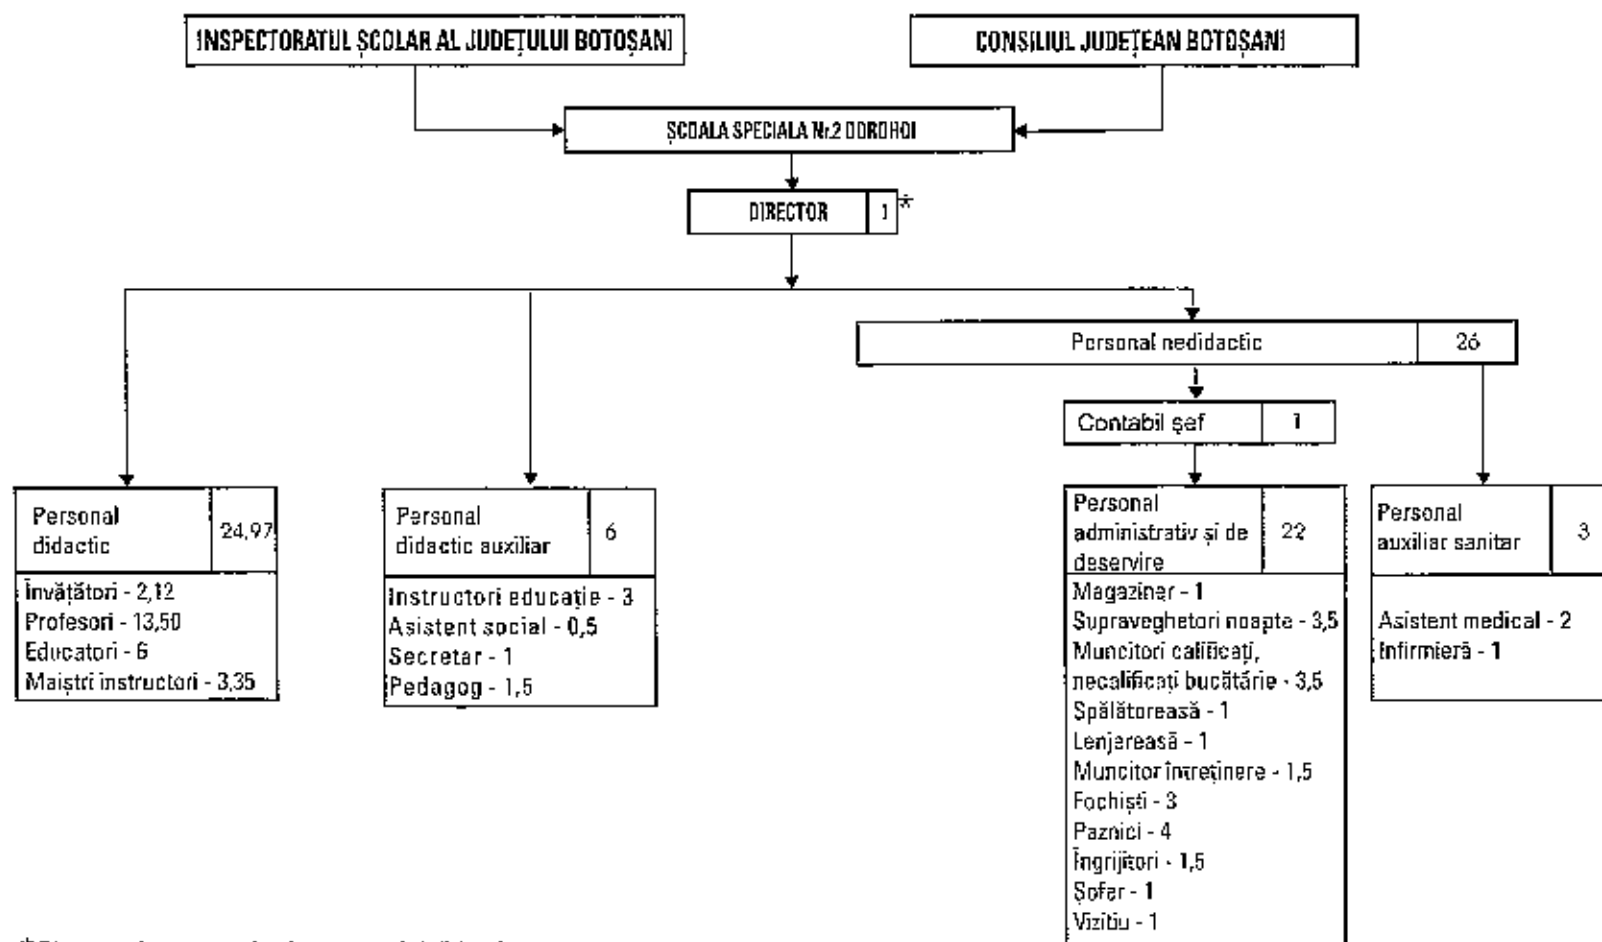 INSPECTORATUL ȘCOLAR AL JUDEȚULUI BOTOȘANI
CONSILIUL JUDEȚEAN BOTOȘANI
ȘCOALA SPECIALA Nr.2 DOROHOI
DIRECTOR 1 *
Personal nedidactic 26
Contabil șef 1
Personal
didactic
24,97
Învățători - 2,12
Profesori - 13,50
Educatori - 6
Maiștri instructori - 3,35
Personal
didactic auxiliar
6
Instructori educație - 3
Asistent social - 0,5
Secretar - 1
Pedagog - 1,5
Personal
administrativ și de
deservire
22
Magaziner - 1
Supraveghetori noapte - 3,5
Muncitori calificați,
necalificați bucătărie - 3,5
Spălătoreasă - 1
Lenjereasă - 1
Muncitor întreținere - 1,5
Fochiști - 3
Paznici - 4
Îngrijitori - 1,5
Șofer - 1
Vizitiu - 1
Personal
auxiliar sanitar
3
Asistent medical - 2
Infirmieră - 1